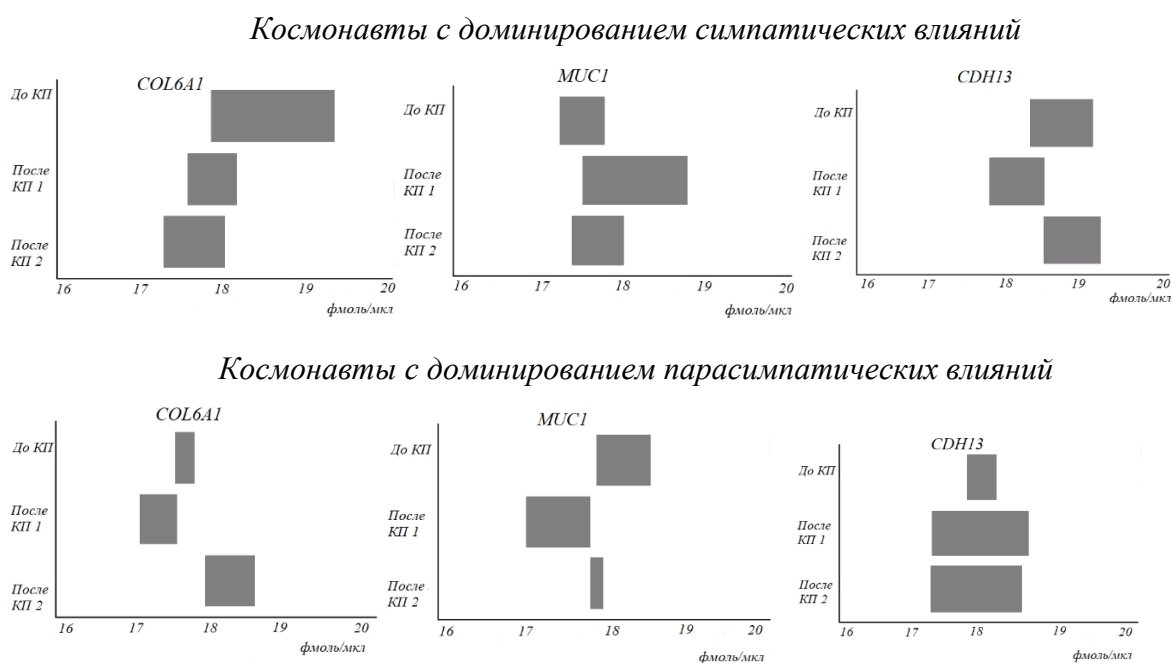 Космонавты с доминированием симпатических влияний
COL6A1
До КП
После
КП 1
После
КП 2
16 17 18 19 20
фмоль/мкл
MUC1
До КП
После
КП 1
После
КП 2
16 17 18 19 20
фмоль/мкл
CDH13
До КП
После
КП 1
После
КП 2
16 17 18 19 20
фмоль/мкл
Космонавты с доминированием парасимпатических влияний
COL6A1
До КП
После
КП 1
После
КП 2
16 17 18 19 20
фмоль/мкл
MUC1
До КП
После
КП 1
После
КП 2
16 17 18 19 20
фмоль/мкл
CDH13
До КП
После
КП 1
После
КП 2
16 17 18 19 20
фмоль/мкл